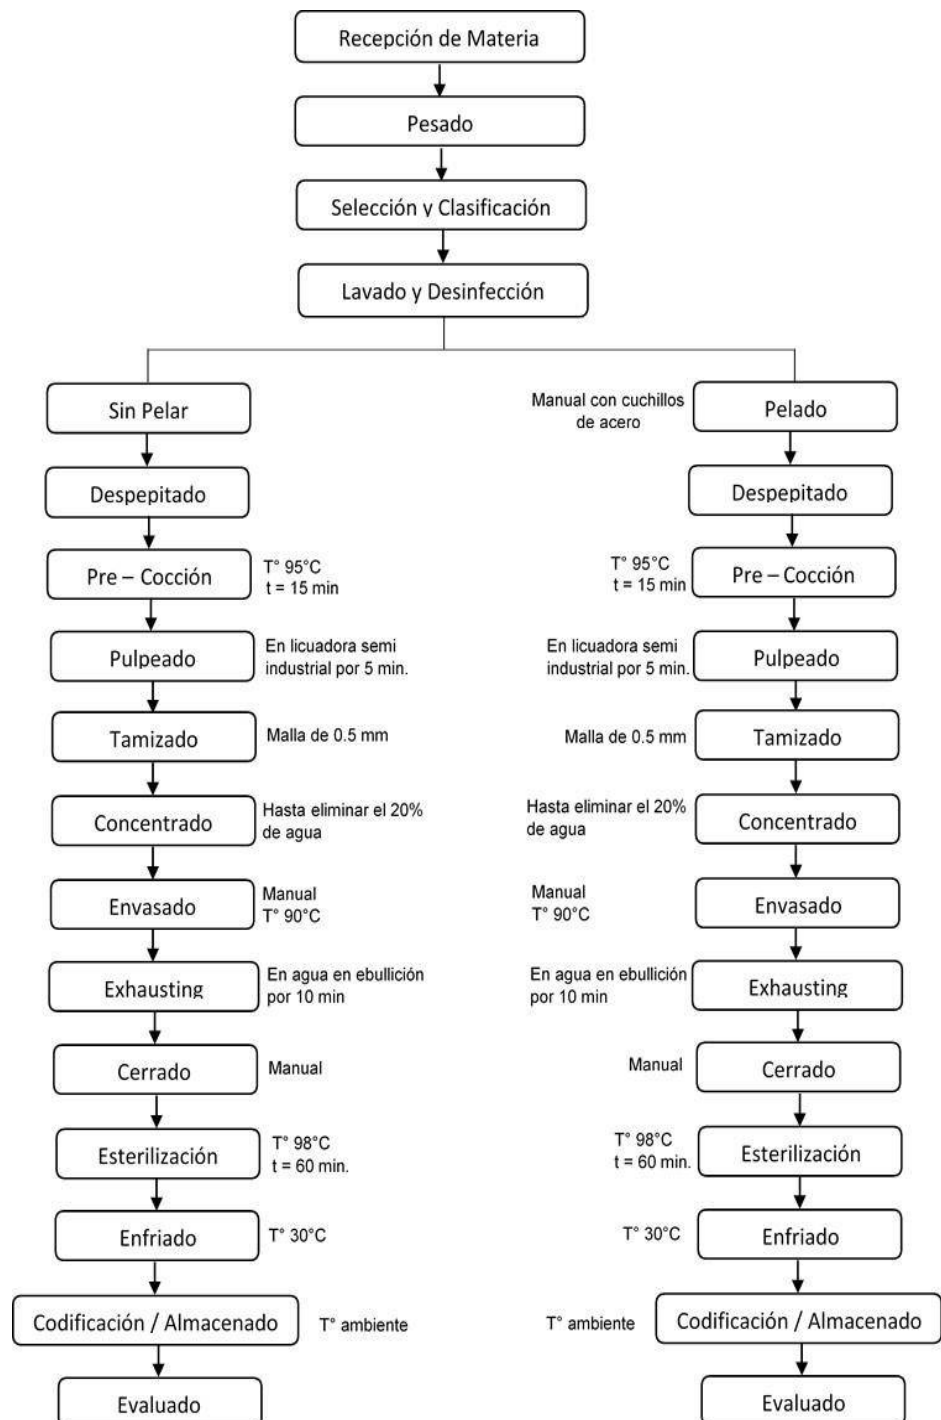 Recepción de Materia
Pesado
Selección y Clasificación
Lavado y Desinfección
Sin Pelar
Despepitado
Pre – Cocción
T° 95°C
t = 15 min
Pulpeado
En licuadora semi
industrial por 5 min.
Tamizado
Malla de 0.5 mm
Concentrado
Hasta eliminar el 20%
de agua
Envasado
Manual
T° 90°C
Exhausting
En agua en ebullición
por 10 min
Cerrado
Manual
Esterilización
T° 98°C
t = 60 min.
Enfriado
T° 30°C
Codificación / Almacenado
T° ambiente
Evaluado
Manual con cuchillos
de acero
Pelado
Despepitado
T° 95°C
t = 15 min
Pre – Cocción
En licuadora semi
industrial por 5 min.
Pulpeado
Malla de 0.5 mm
Tamizado
Hasta eliminar el 20%
de agua
Concentrado
Manual
T° 90°C
Envasado
En agua en ebullición
por 10 min
Exhausting
Manual
Cerrado
T° 98°C
t = 60 min.
Esterilización
T° 30°C
Enfriado
T° ambiente
Codificación / Almacenado
Evaluado